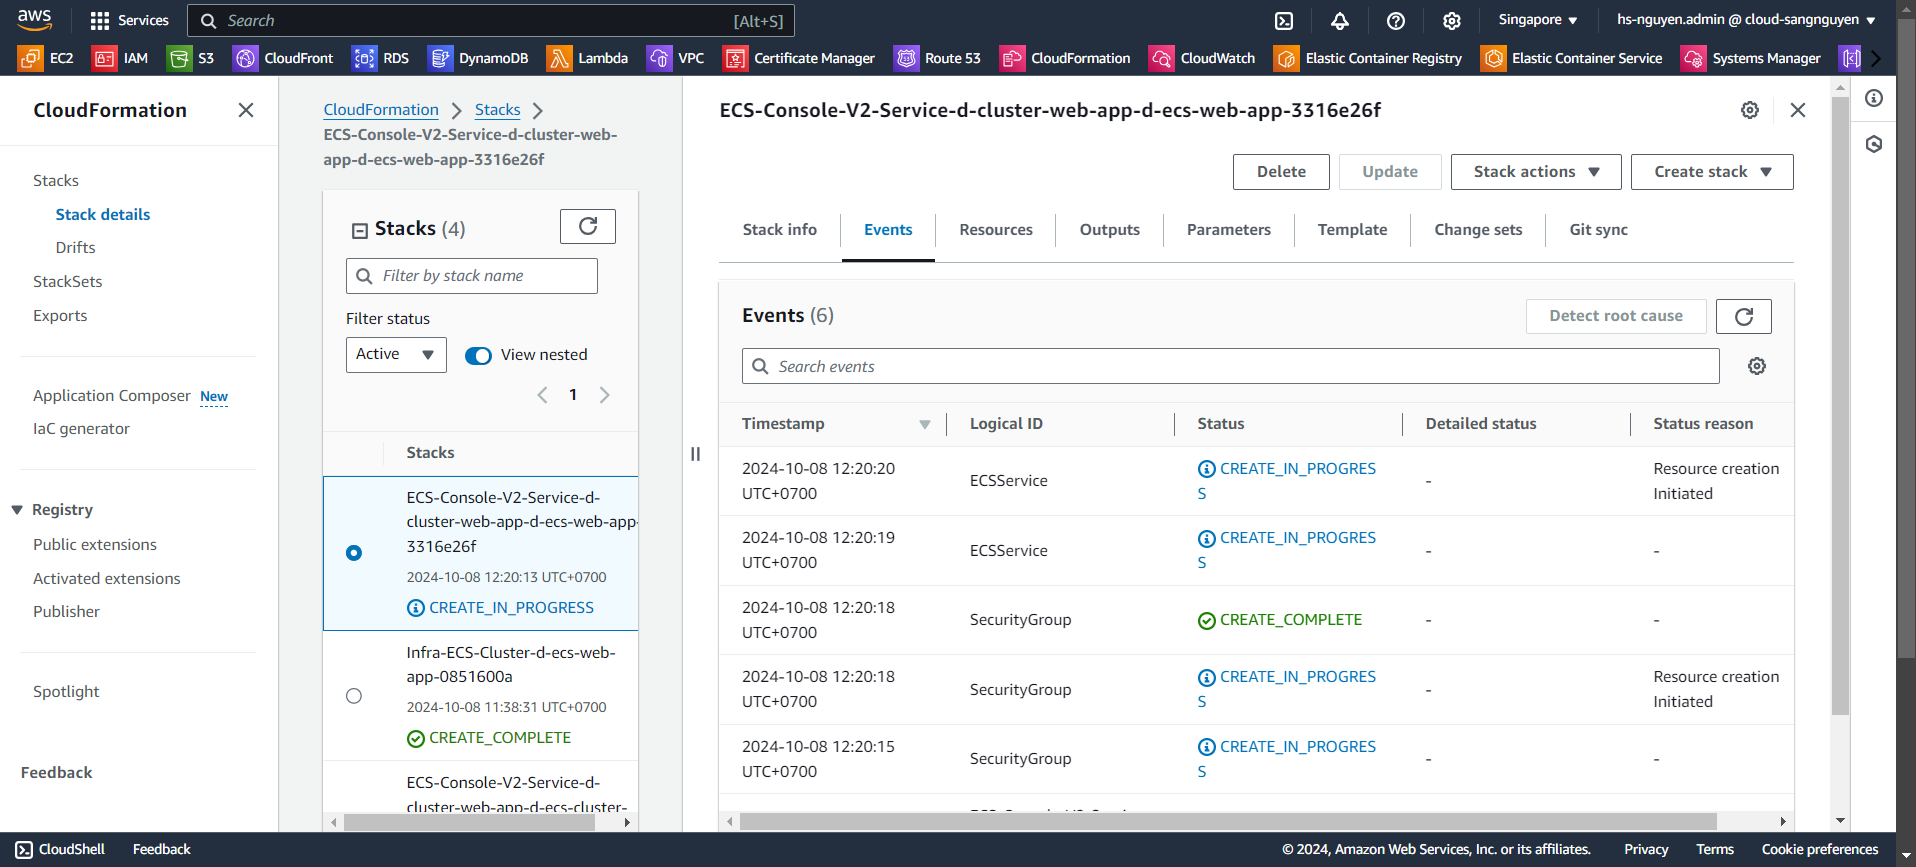 aws
Services
Search
[Alt+S]
Singapore
hs-nguyen.admin @ cloud-sangnguyen
EC2
IAM
S3
CloudFront
RDS
DynamoDB
Lambda
VPC
Certificate Manager
Route 53
CloudFormation
CloudWatch
Elastic Container Registry
Elastic Container Service
Systems Manager
CloudFormation
Stacks
Stack details
Drifts
StackSets
Exports
Application Composer New
IaC generator
Registry
Public extensions
Activated extensions
Publisher
Spotlight
Feedback
CloudFormation
Stacks
ECS-Console-V2-Service-d-cluster-web-
app-d-ecs-web-app-3316e26f
Stacks (4)
Filter by stack name
Filter status
Active
View nested
1
Stacks
ECS-Console-V2-Service-d-
cluster-web-app-d-ecs-web-app-
3316e26f
2024-10-08 12:20:13 UTC+0700
CREATE_IN_PROGRESS
Infra-ECS-Cluster-d-ecs-web-
app-0851600a
2024-10-08 11:38:31 UTC+0700
CREATE_COMPLETE
ECS-Console-V2-Service-d-
cluster-web-app-d-ecs-cluster-
ECS-Console-V2-Service-d-cluster-web-app-d-ecs-web-app-3316e26f
Delete
Update
Stack actions
Create stack
Stack info
Events
Resources
Outputs
Parameters
Template
Change sets
Git sync
Events (6)
Detect root cause
Search events
Timestamp
Logical ID
Status
Detailed status
Status reason
2024-10-08 12:20:20
UTC+0700
ECSService
CREATE_IN_PROGRES
S
-
Resource creation
Initiated
2024-10-08 12:20:19
UTC+0700
ECSService
CREATE_IN_PROGRES
S
-
-
2024-10-08 12:20:18
UTC+0700
SecurityGroup
CREATE_COMPLETE
-
-
2024-10-08 12:20:18
UTC+0700
SecurityGroup
CREATE_IN_PROGRES
S
-
Resource creation
Initiated
2024-10-08 12:20:15
UTC+0700
SecurityGroup
CREATE_IN_PROGRES
S
-
-
CloudShell
Feedback
© 2024, Amazon Web Services, Inc. or its affiliates.
Privacy
Terms
Cookie preferences